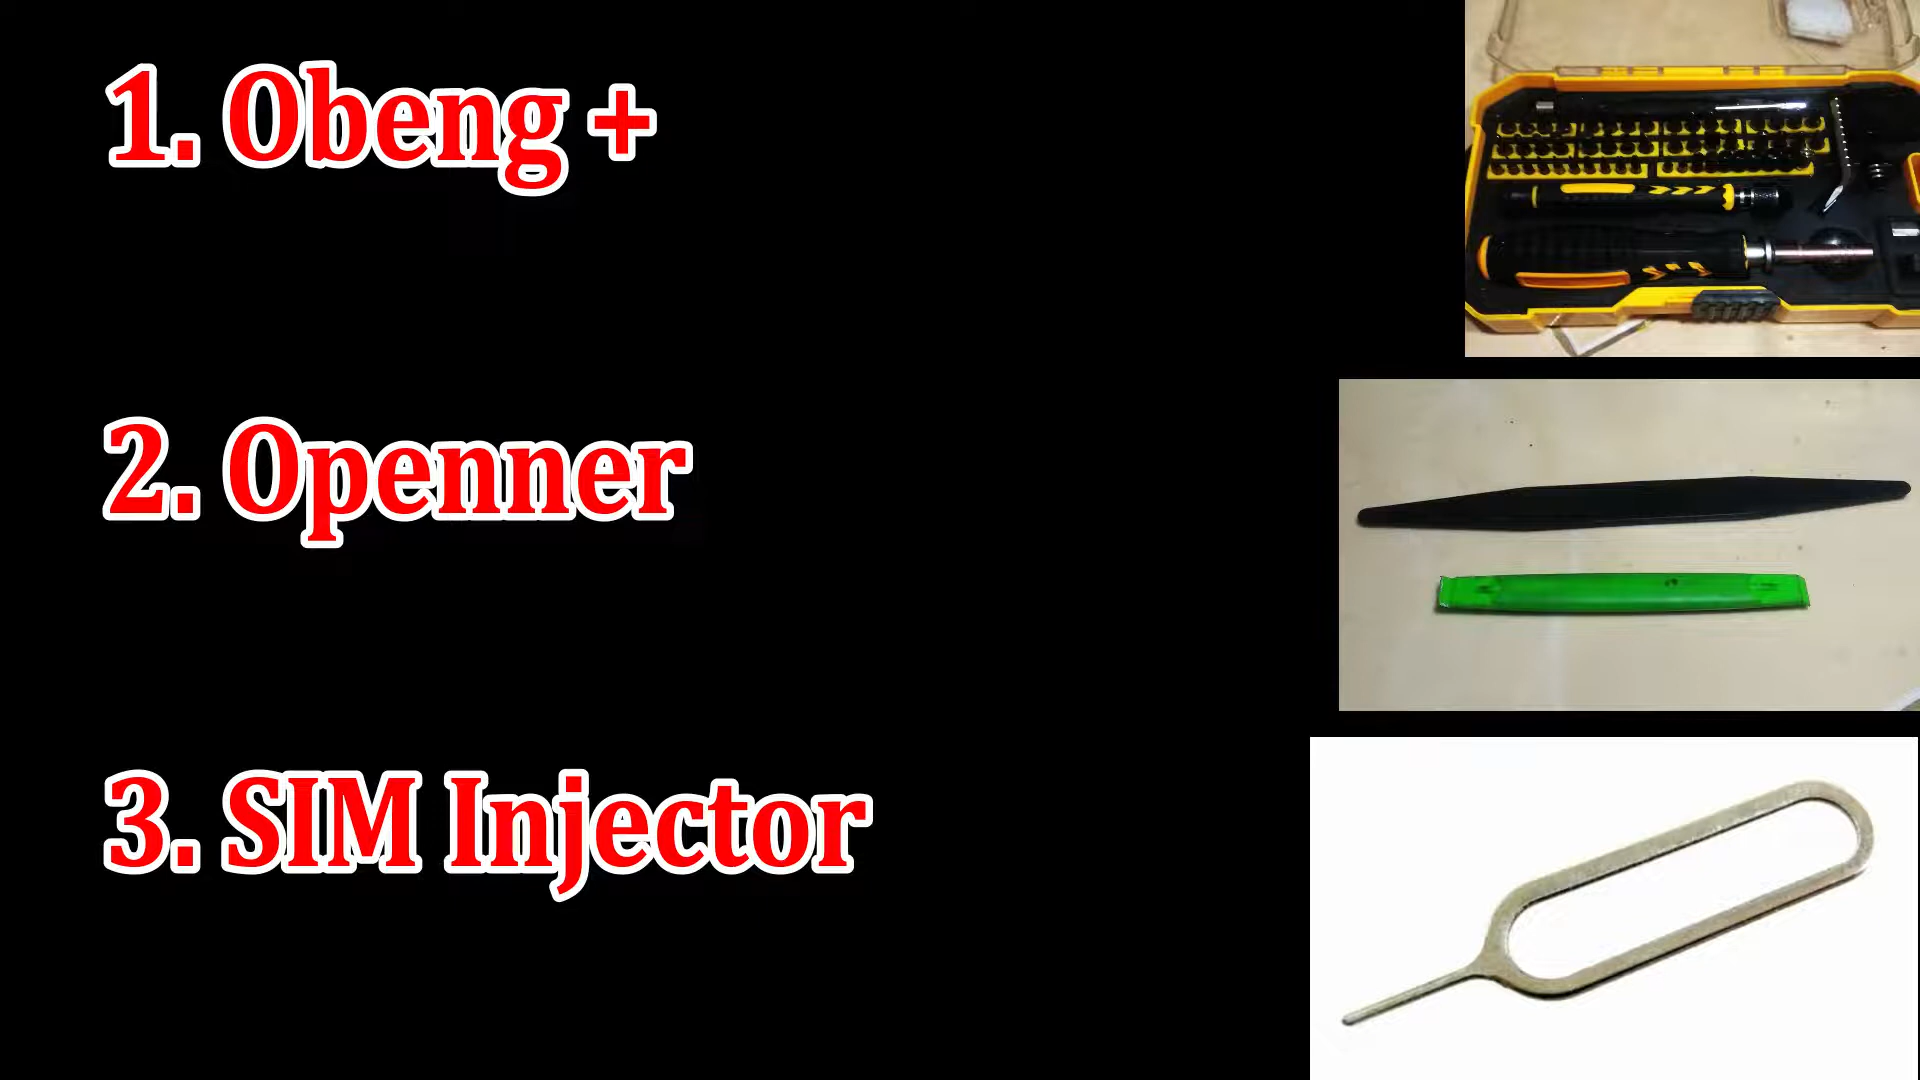 1. Obeng +
2. Openner
3. SIM Injector